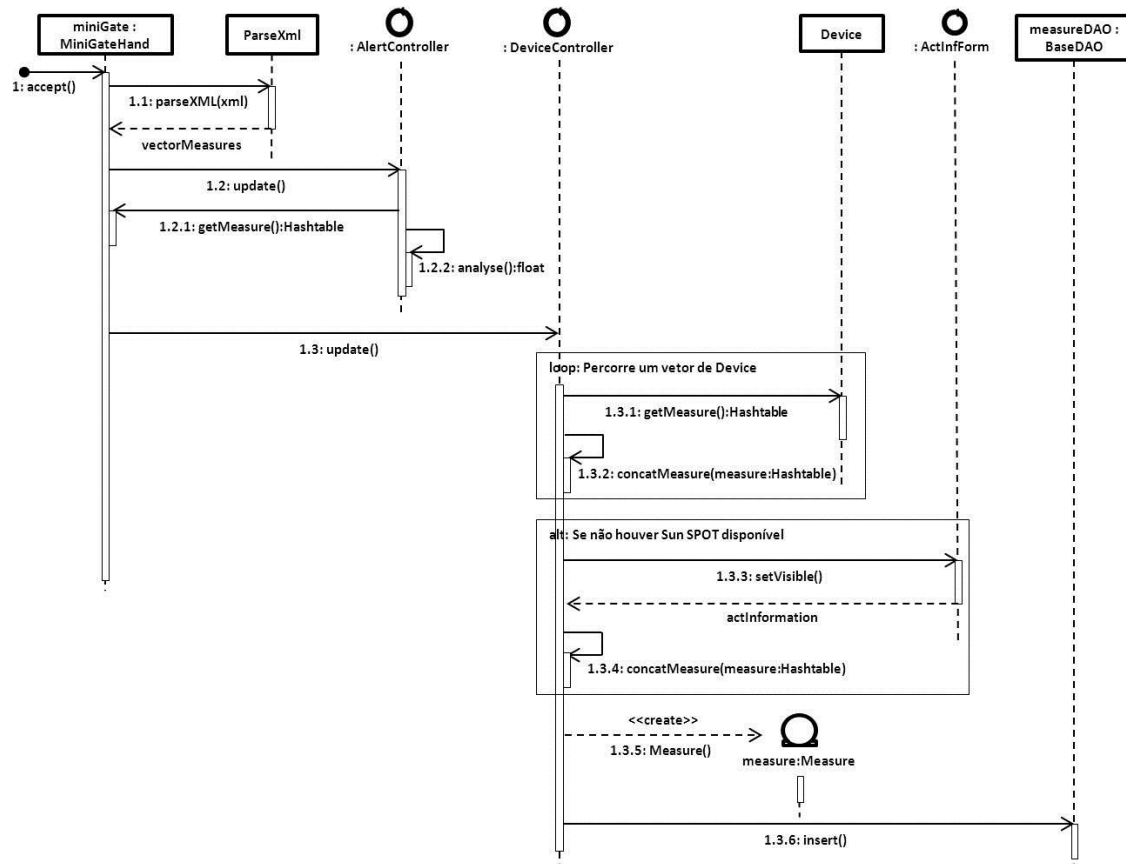 miniGate :
MiniGateHand
ParseXml
: AlertController
: DeviceController
Device
: ActInfForm
measureDAO :
BaseDAO
1: accept()
1.1: parseXML(xml)
vectorMeasures
1.2: update()
1.2.1: getMeasure():Hashtable
1.2.2: analyse():float
1.3: update()
loop: Percorre um vetor de Device
1.3.1: getMeasure():Hashtable
1.3.2: concatMeasure(measure:Hashtable)
alt: Se não houver Sun SPOT disponível
1.3.3: setVisible()
actInformation
1.3.4: concatMeasure(measure:Hashtable)
<<create>>
1.3.5: Measure()
measure:Measure
1.3.6: insert()